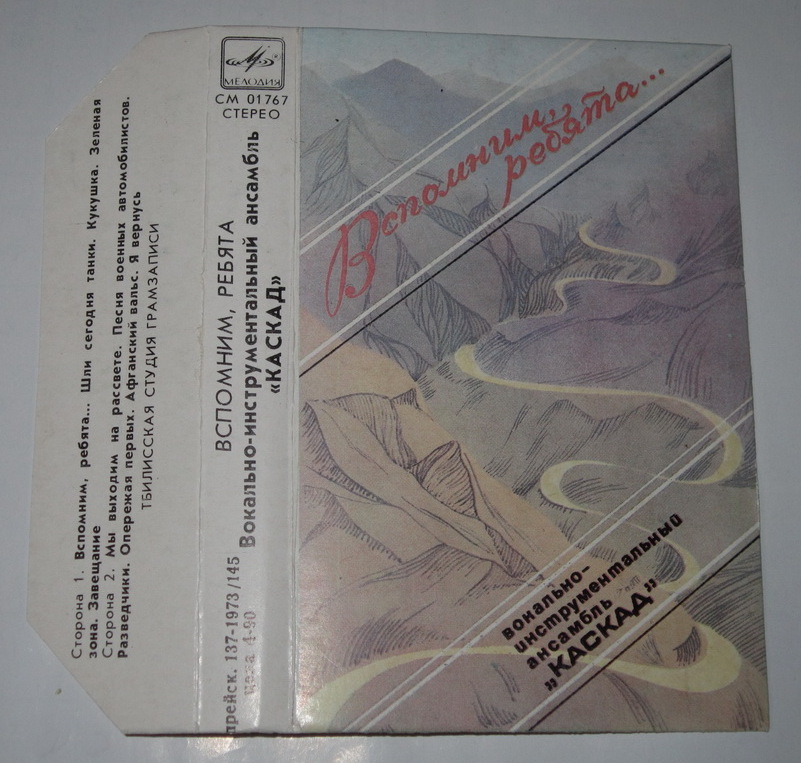 Сторона 1. Вспомним, ребята... Шли сегодня танки. Кукушка. Зеленая
зона. Завещание
Сторона 2. Мы выходим на рассвете. Песня военных автомобилистов.
Разведчики. Опережая первых. Афганский вальс. Я вернусь
ТБИЛИССКАЯ СТУДИЯ ГРАМЗАПИСИ
МЕЛОДИЯ
СМ 01767
СТЕРЕО
ВСПОМНИМ, РЕБЯТА
Вокально-инструментальный ансамбль
«КАСКАД»
прейск. 137-1973/145
цена 4-90
Вспомним,
ребята...
вокально-
инструментальный
ансамбль
„КАСКАД”